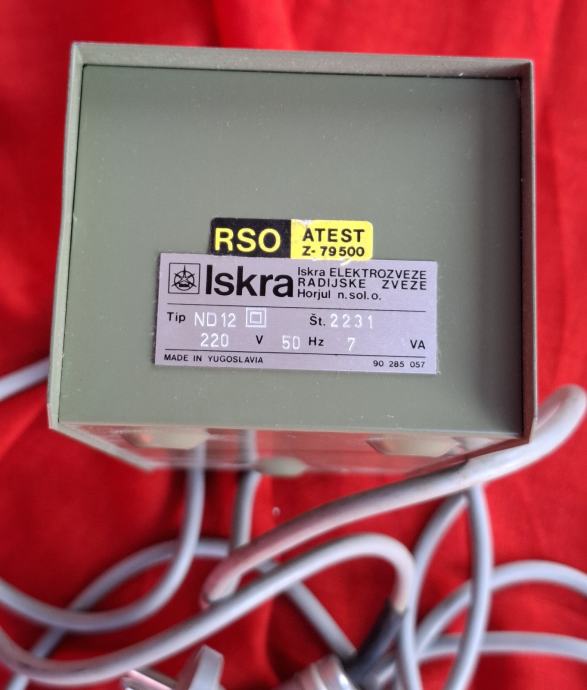 RSO ATEST
Z-79500
Iskra
Iskra ELEKTROZVEZE
RADIJSKE ZVEZE
Horjul n.sol.o.
Tip ND12 Št. 2231
220 V 50 Hz 7 VA
MADE IN YUGOSLAVIA 90 285 057